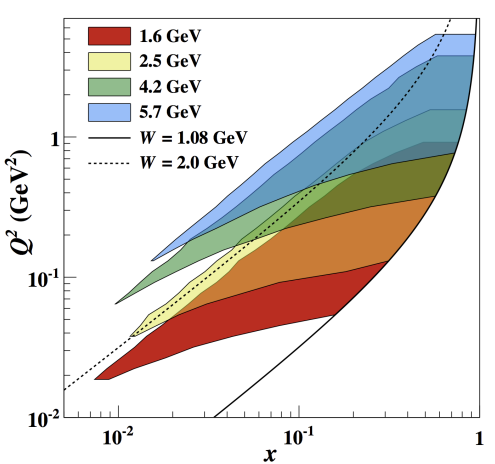 1.6 GeV
2.5 GeV
4.2 GeV
5.7 GeV
W = 1.08 GeV
W = 2.0 GeV
Q² (GeV²)
1
10⁻¹
10⁻²
10⁻² 10⁻¹ 1
x